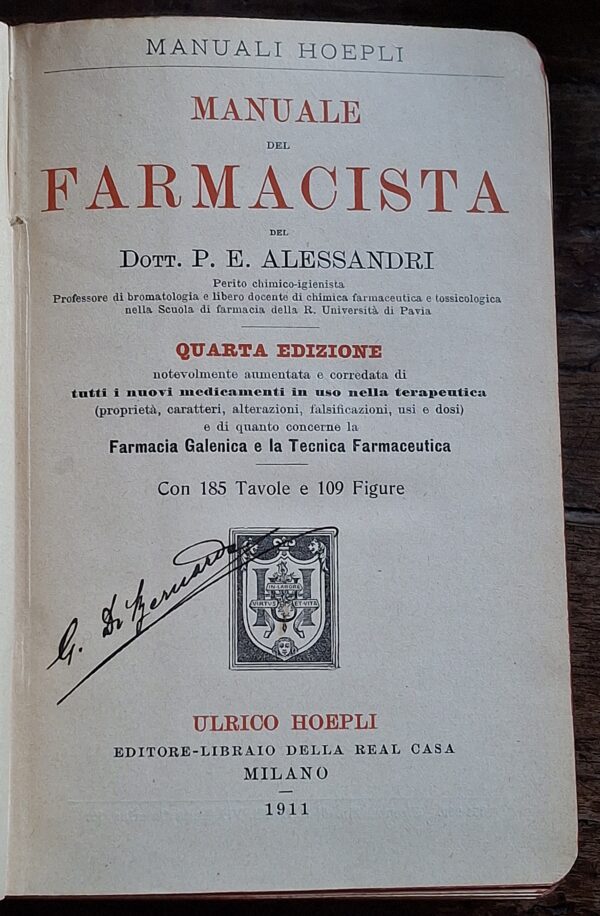 MANUALI HOEPLI
MANUALE
DEL
FARMACISTA
DEL
DOTT. P. E. ALESSANDRI
Perito chimico-igienista
Professore di bromatologia e libero docente di chimica farmaceutica e tossicologica
nella Scuola di farmacia della R. Università di Pavia
QUARTA EDIZIONE
notevolmente aumentata e corredata di
tutti i nuovi medicamenti in uso nella terapeutica
(proprietà, caratteri, alterazioni, falsificazioni, usi e dosi)
e di quanto concerne la
Farmacia Galenica e la Tecnica Farmaceutica
Con 185 Tavole e 109 Figure
G. Di Bernardo
IN·LABORE
VIRTVS ET·VITA
H
ULRICO HOEPLI
EDITORE-LIBRAIO DELLA REAL CASA
MILANO
1911